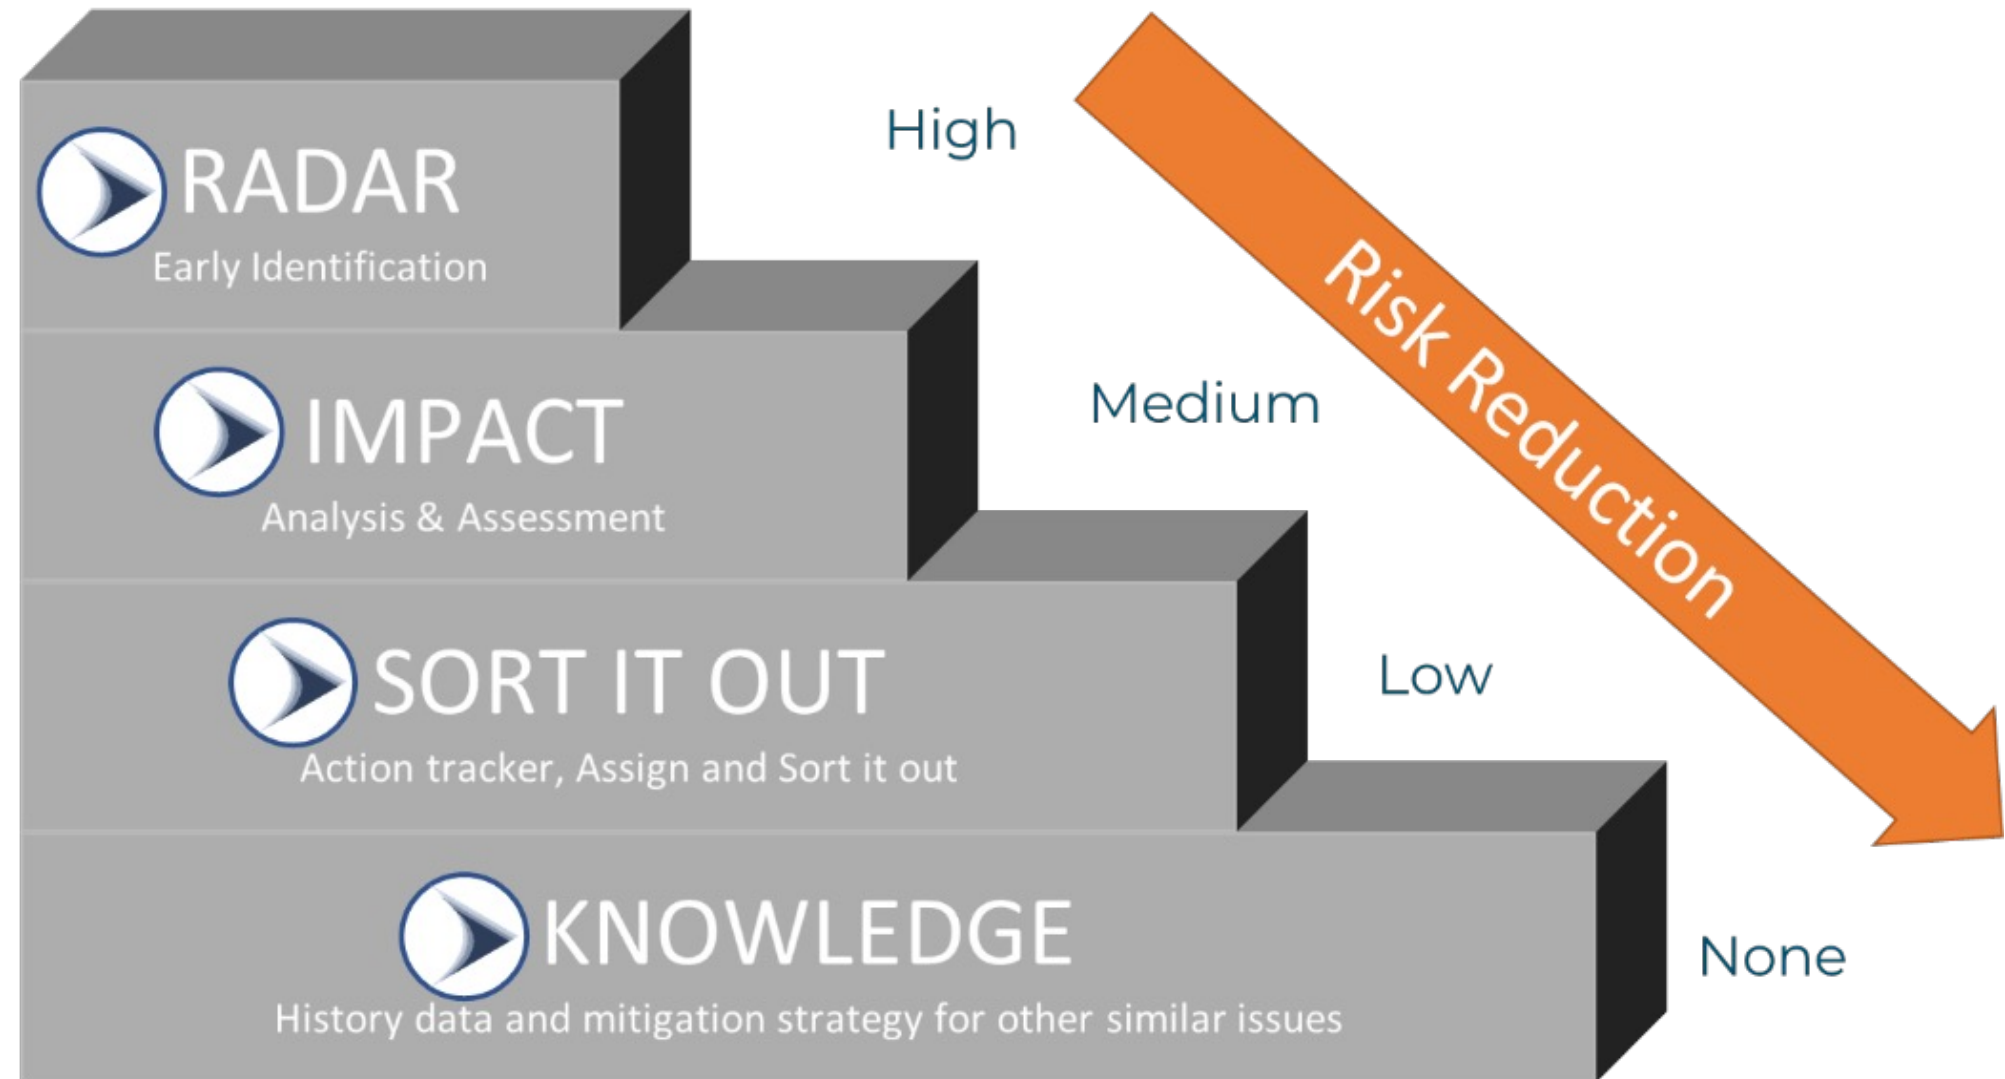 RADAR
Early Identification
High
IMPACT
Analysis & Assessment
Medium
SORT IT OUT
Action tracker, Assign and Sort it out
Low
KNOWLEDGE
History data and mitigation strategy for other similar issues
None
Risk Reduction